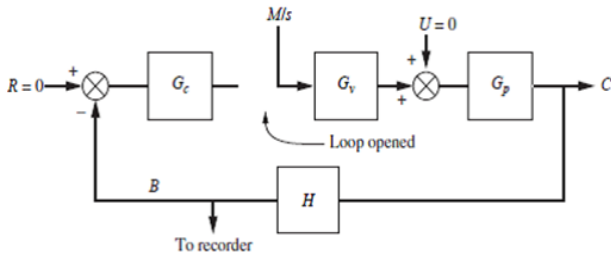 M/s
U = 0
R = 0
+
−
G_c
G_v
+
+
G_p
C
Loop opened
B
H
To recorder